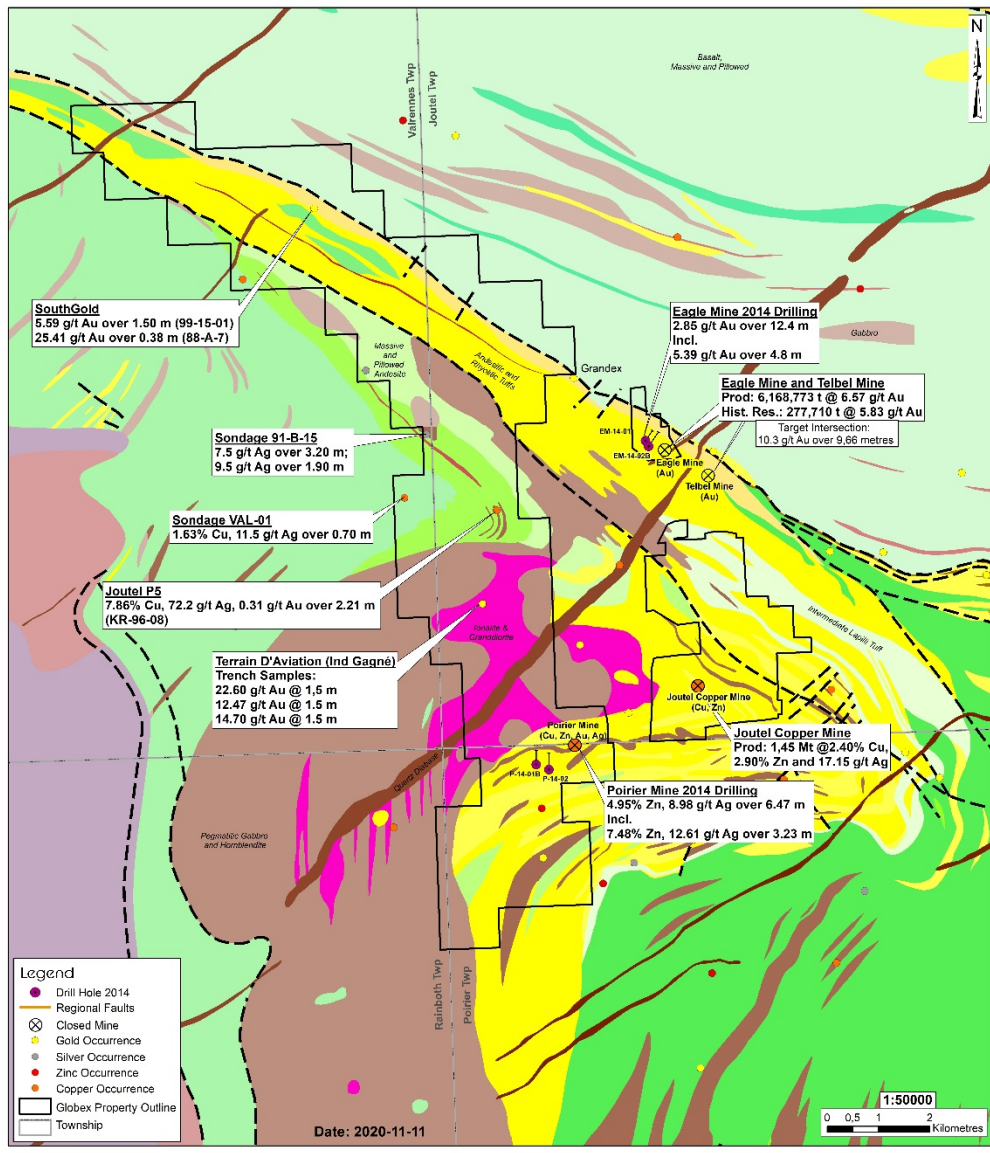 N
Basalt,
Massive and Pillowed
Valrennes Twp
Joutel Twp
SouthGold
5.59 g/t Au over 1.50 m (99-15-01)
25.41 g/t Au over 0.38 m (88-A-7)
Massive
and
Pillowed
Andesite
Andesitic and
Rhyolitic Tuffs
Grandex
Gabbro
Eagle Mine 2014 Drilling
2.85 g/t Au over 12.4 m
Incl.
5.39 g/t Au over 4.8 m
Eagle Mine and Telbel Mine
Prod: 6,168,773 t @ 6.57 g/t Au
Hist. Res.: 277,710 t @ 5.83 g/t Au
Target Intersection:
10.3 g/t Au over 9,66 metres
EM-14-01
EM-14-02B
Eagle Mine
(Au)
Telbel Mine
(Au)
Sondage 91-B-15
7.5 g/t Ag over 3.20 m;
9.5 g/t Ag over 1.90 m
Sondage VAL-01
1.63% Cu, 11.5 g/t Ag over 0.70 m
Joutel P5
7.86% Cu, 72.2 g/t Ag, 0.31 g/t Au over 2.21 m
(KR-96-08)
Tonalite &
Granodiorite
Intermediate Lapilli Tuff
Terrain D'Aviation (Ind Gagné)
Trench Samples:
22.60 g/t Au @ 1,5 m
12.47 g/t Au @ 1.5 m
14.70 g/t Au @ 1.5 m
Joutel Copper Mine
(Cu, Zn)
Joutel Copper Mine
Prod: 1,45 Mt @2.40% Cu,
2.90% Zn and 17.15 g/t Ag
Poirier Mine
(Cu, Zn, Au, Ag)
P-14-01B
P-14-02
Poirier Mine 2014 Drilling
4.95% Zn, 8.98 g/t Ag over 6.47 m
Incl.
7.48% Zn, 12.61 g/t Ag over 3.23 m
Quartz Diabase
Pegmatitic Gabbro
and Hornblendite
Rainboth Twp
Poirier Twp
Legend
Drill Hole 2014
Regional Faults
Closed Mine
Gold Occurrence
Silver Occurrence
Zinc Occurrence
Copper Occurrence
Globex Property Outline
Township
Date: 2020-11-11
1:50000
0 0,5 1 2
Kilometres